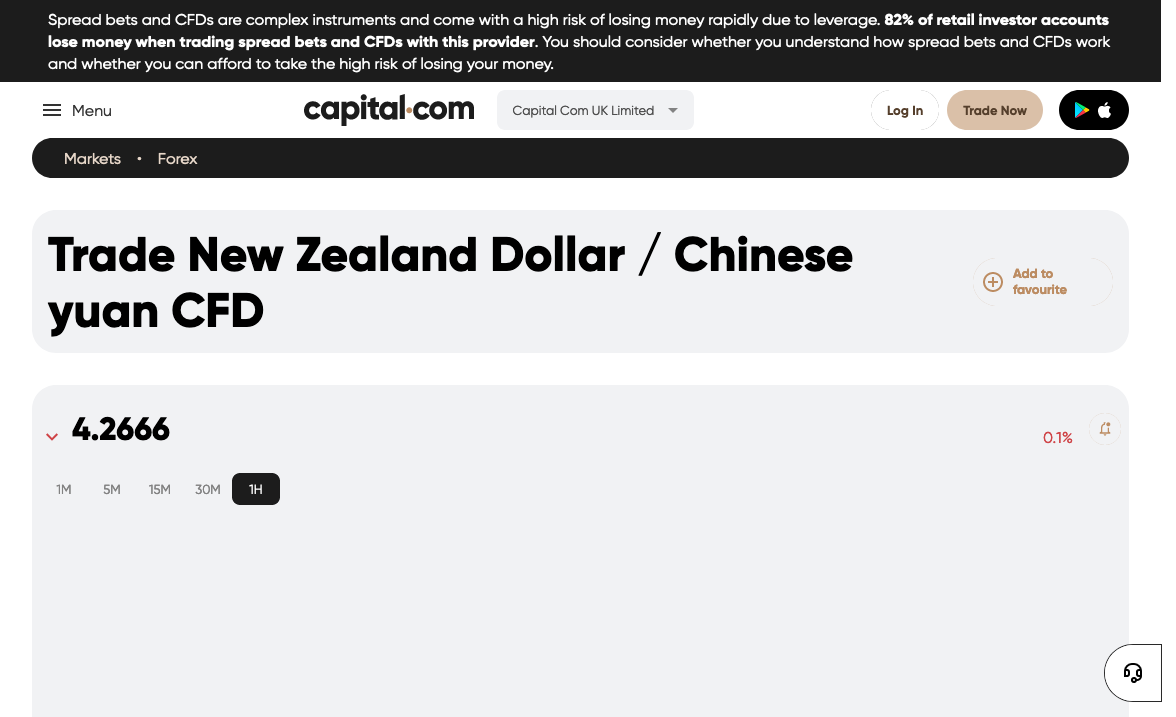 Spread bets and CFDs are complex instruments and come with a high risk of losing money rapidly due to leverage. 82% of retail investor accounts
lose money when trading spread bets and CFDs with this provider. You should consider whether you understand how spread bets and CFDs work
and whether you can afford to take the high risk of losing your money.
Menu
capital.com
Capital Com UK Limited
Log In
Trade Now
Markets • Forex
Trade New Zealand Dollar / Chinese
yuan CFD
Add to
favourite
4.2666
0.1%
1M 5M 15M 30M 1H